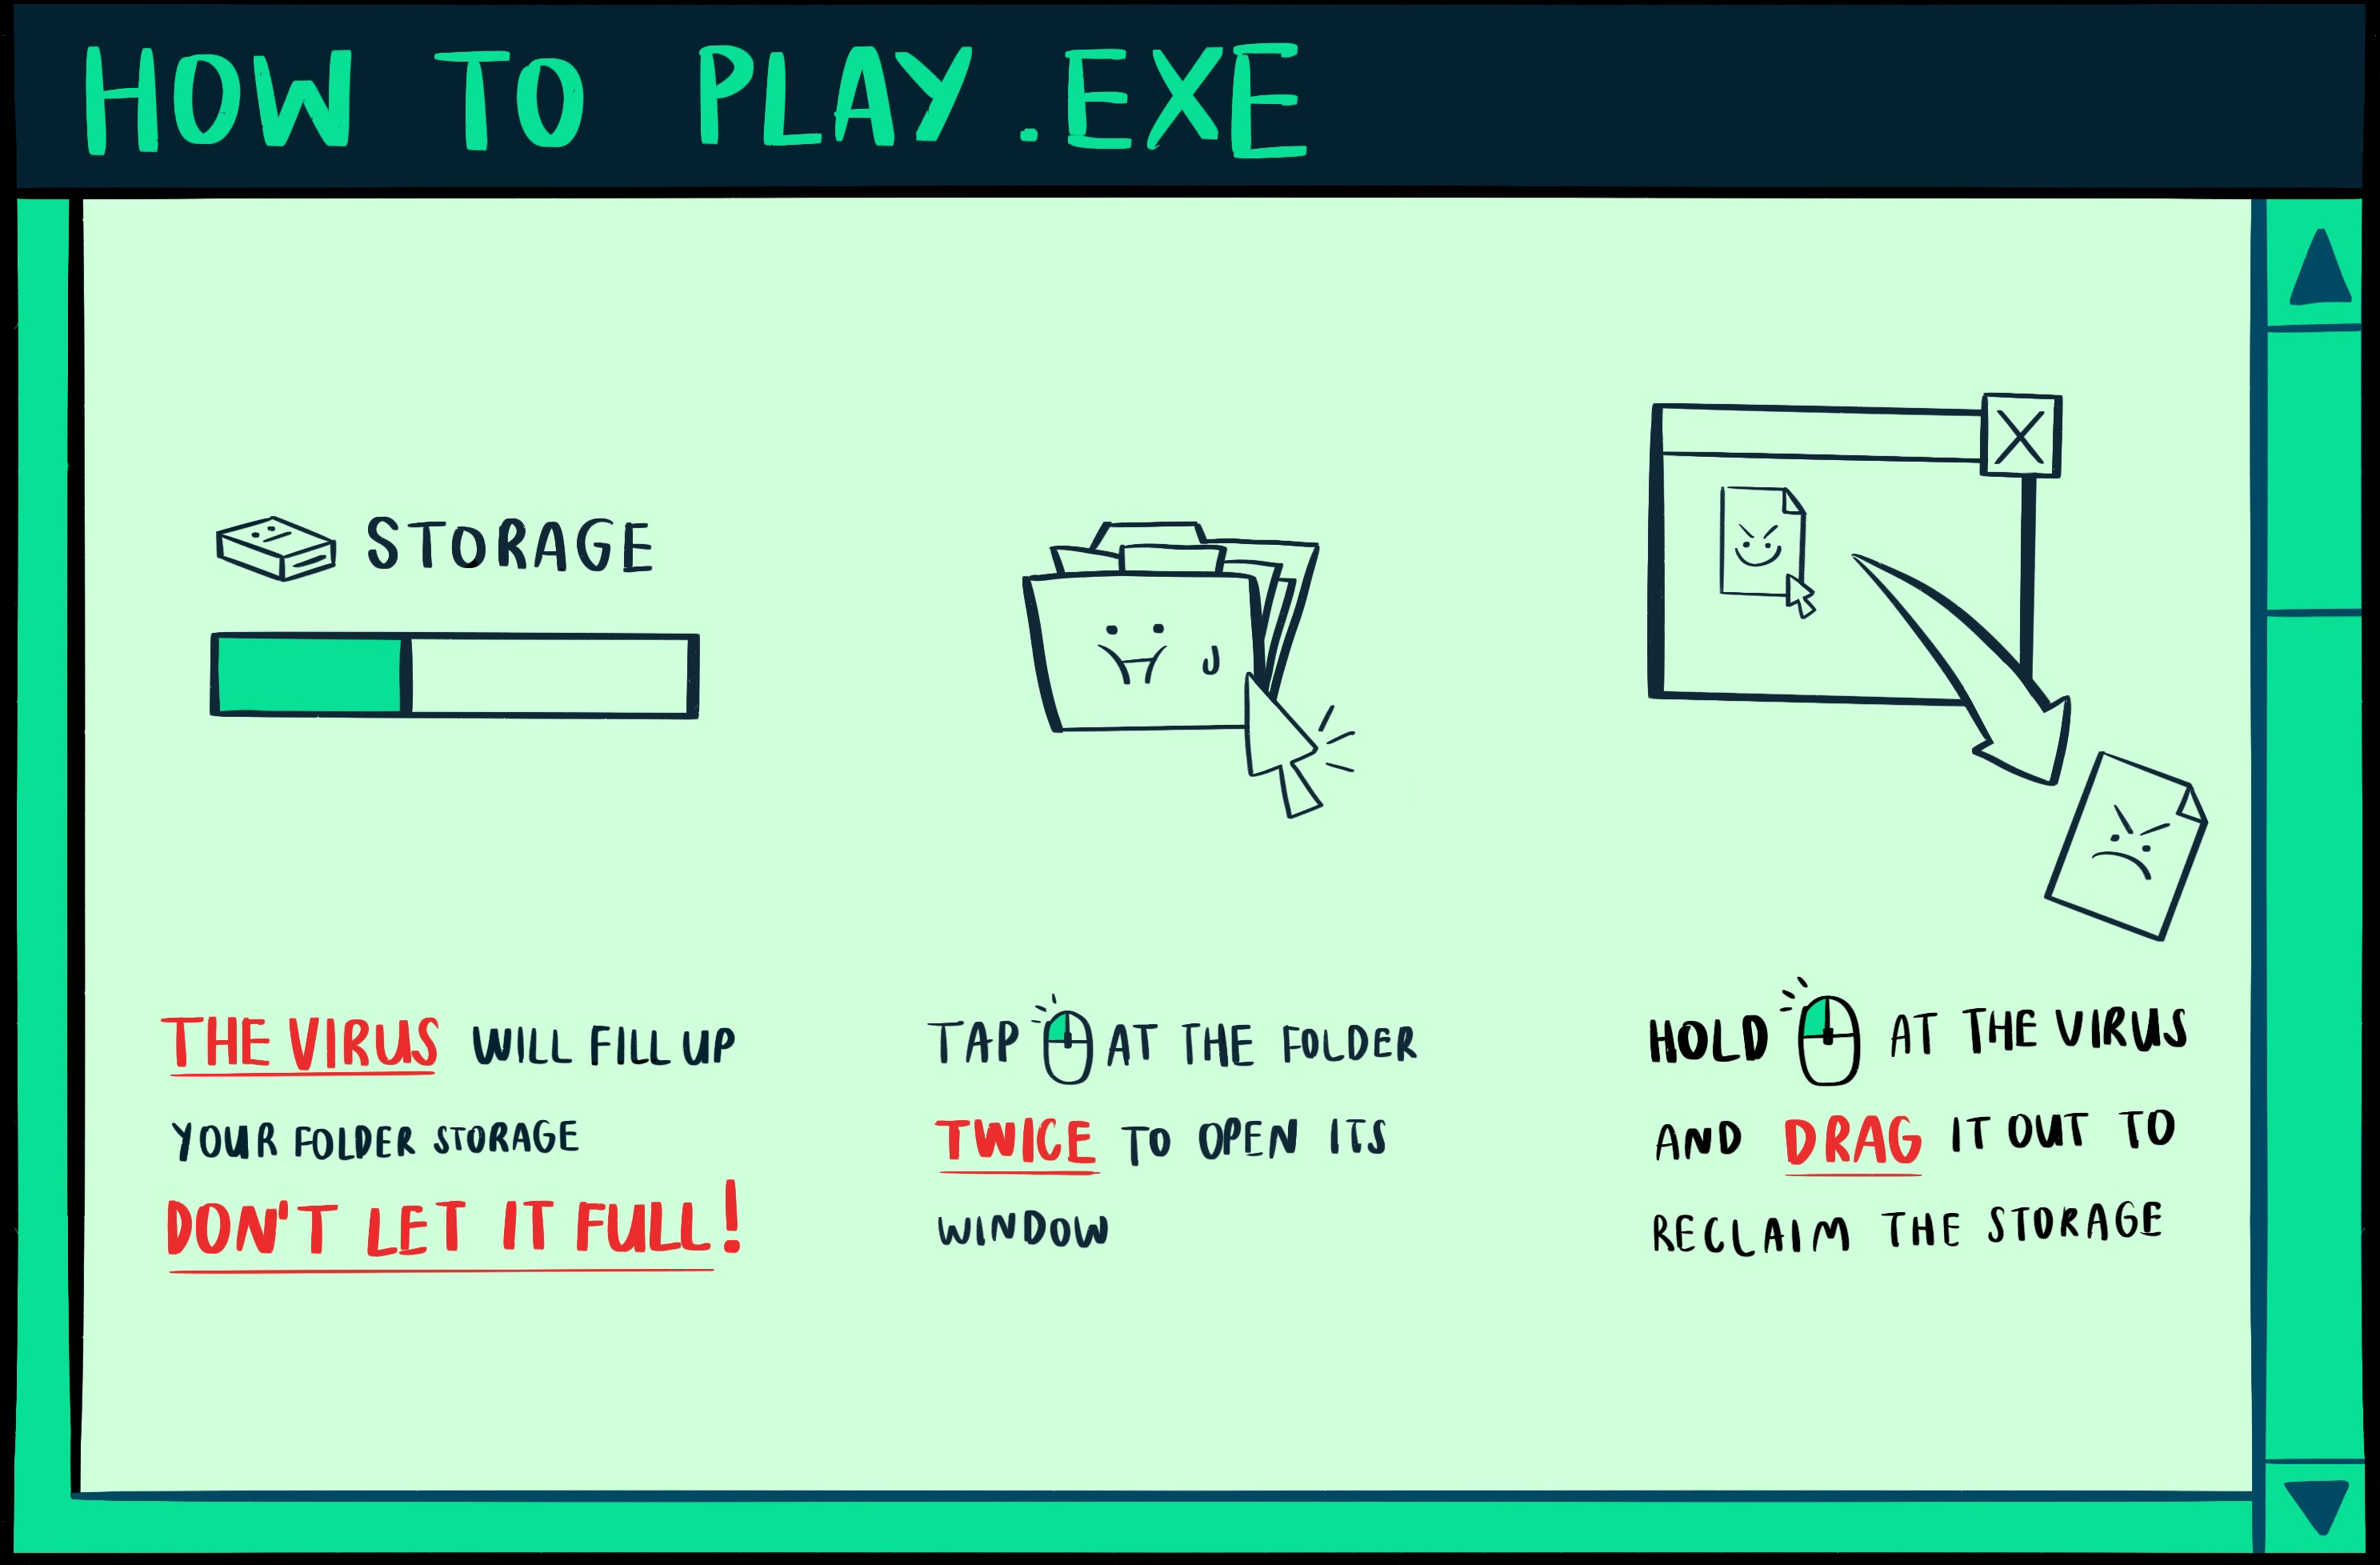 HOW TO PLAY.EXE
STORAGE
THE VIRUS WILL FILL UP
YOUR FOLDER STORAGE
DON'T LET IT FULL!
TAP AT THE FOLDER
TWICE TO OPEN ITS
WINDOW
HOLD AT THE VIRUS
AND DRAG IT OUT TO
RECLAIM THE STORAGE